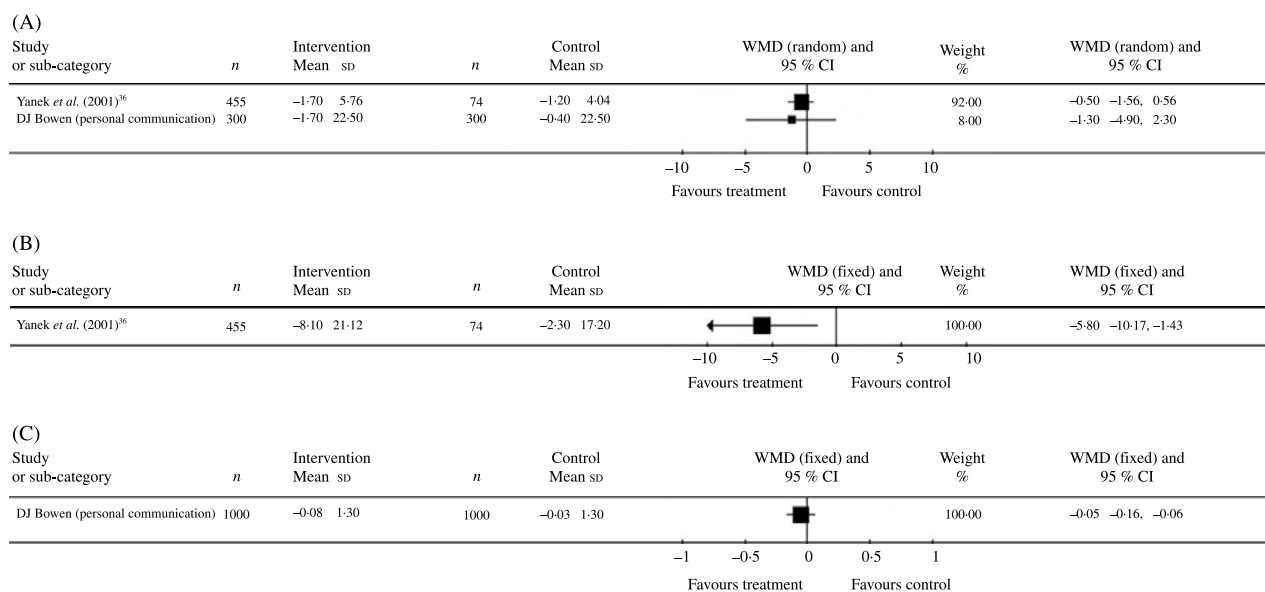 (A)
Study Intervention Control WMD (random) and Weight WMD (random) and
or sub-category n Mean SD n Mean SD 95 % CI % 95 % CI
Yanek et al. (2001)36 455 –1·70 5·76 74 –1·20 4·04 92·00 –0·50 –1·56, 0·56
DJ Bowen (personal communication) 300 –1·70 22·50 300 –0·40 22·50 8·00 –1·30 –4·90, 2·30
–10 –5 0 5 10
Favours treatment Favours control
(B)
Study Intervention Control WMD (fixed) and Weight WMD (fixed) and
or sub-category n Mean SD n Mean SD 95 % CI % 95 % CI
Yanek et al. (2001)36 455 –8·10 21·12 74 –2·30 17·20 100·00 –5·80 –10·17, –1·43
–10 –5 0 5 10
Favours treatment Favours control
(C)
Study Intervention Control WMD (fixed) and Weight WMD (fixed) and
or sub-category n Mean SD n Mean SD 95 % CI % 95 % CI
DJ Bowen (personal communication) 1000 –0·08 1·30 1000 –0·03 1·30 100·00 –0·05 –0·16, –0·06
–1 –0·5 0 0·5 1
Favours treatment Favours control